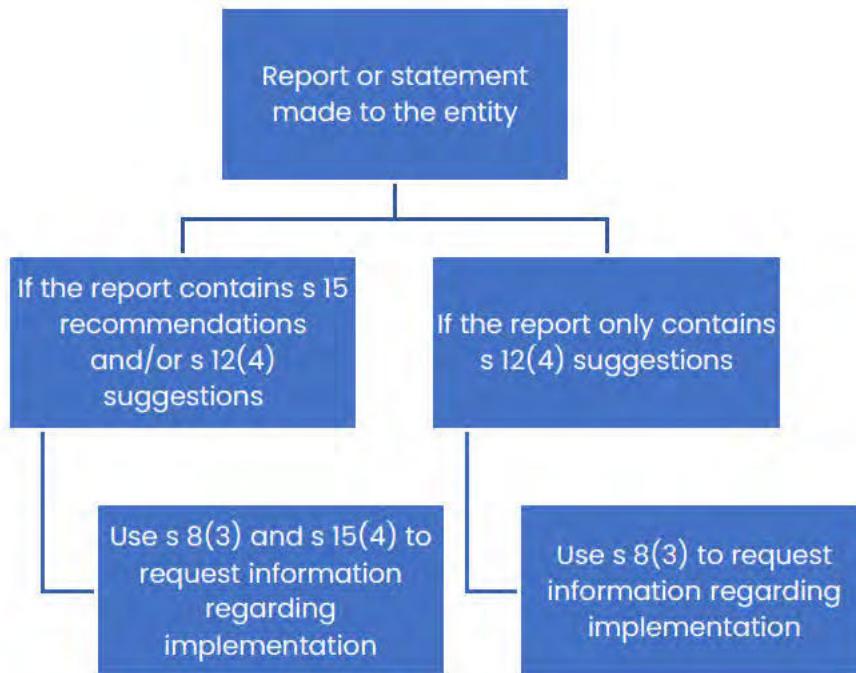 Report or statement
made to the entity
If the report contains s 15
recommendations
and/or s 12(4)
suggestions
If the report only contains
s 12(4) suggestions
Use s 8(3) and s 15(4) to
request information
regarding
implementation
Use s 8(3) to request
information regarding
implementation